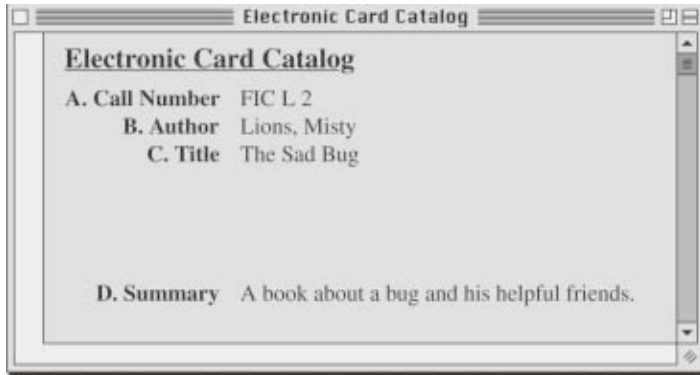 Electronic Card Catalog
Electronic Card Catalog
A. Call Number FIC L 2
B. Author Lions, Misty
C. Title The Sad Bug
D. Summary A book about a bug and his helpful friends.